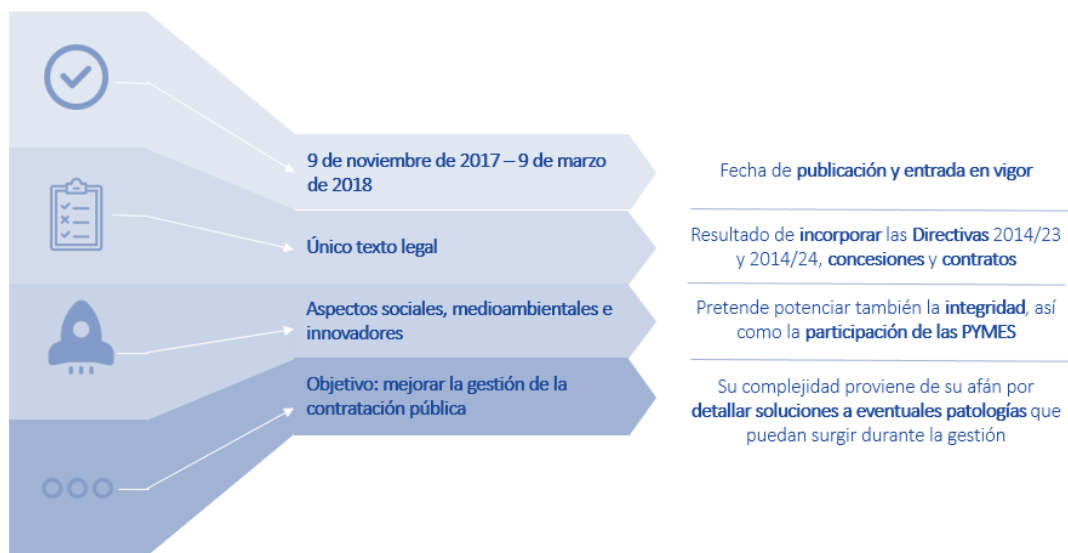 9 de noviembre de 2017 – 9 de marzo
de 2018
Fecha de publicación y entrada en vigor
Único texto legal
Resultado de incorporar las Directivas 2014/23
y 2014/24, concesiones y contratos
Aspectos sociales, medioambientales e
innovadores
Pretende potenciar también la integridad, así
como la participación de las PYMES
Objetivo: mejorar la gestión de la
contratación pública
Su complejidad proviene de su afán por
detallar soluciones a eventuales patologías que
puedan surgir durante la gestión